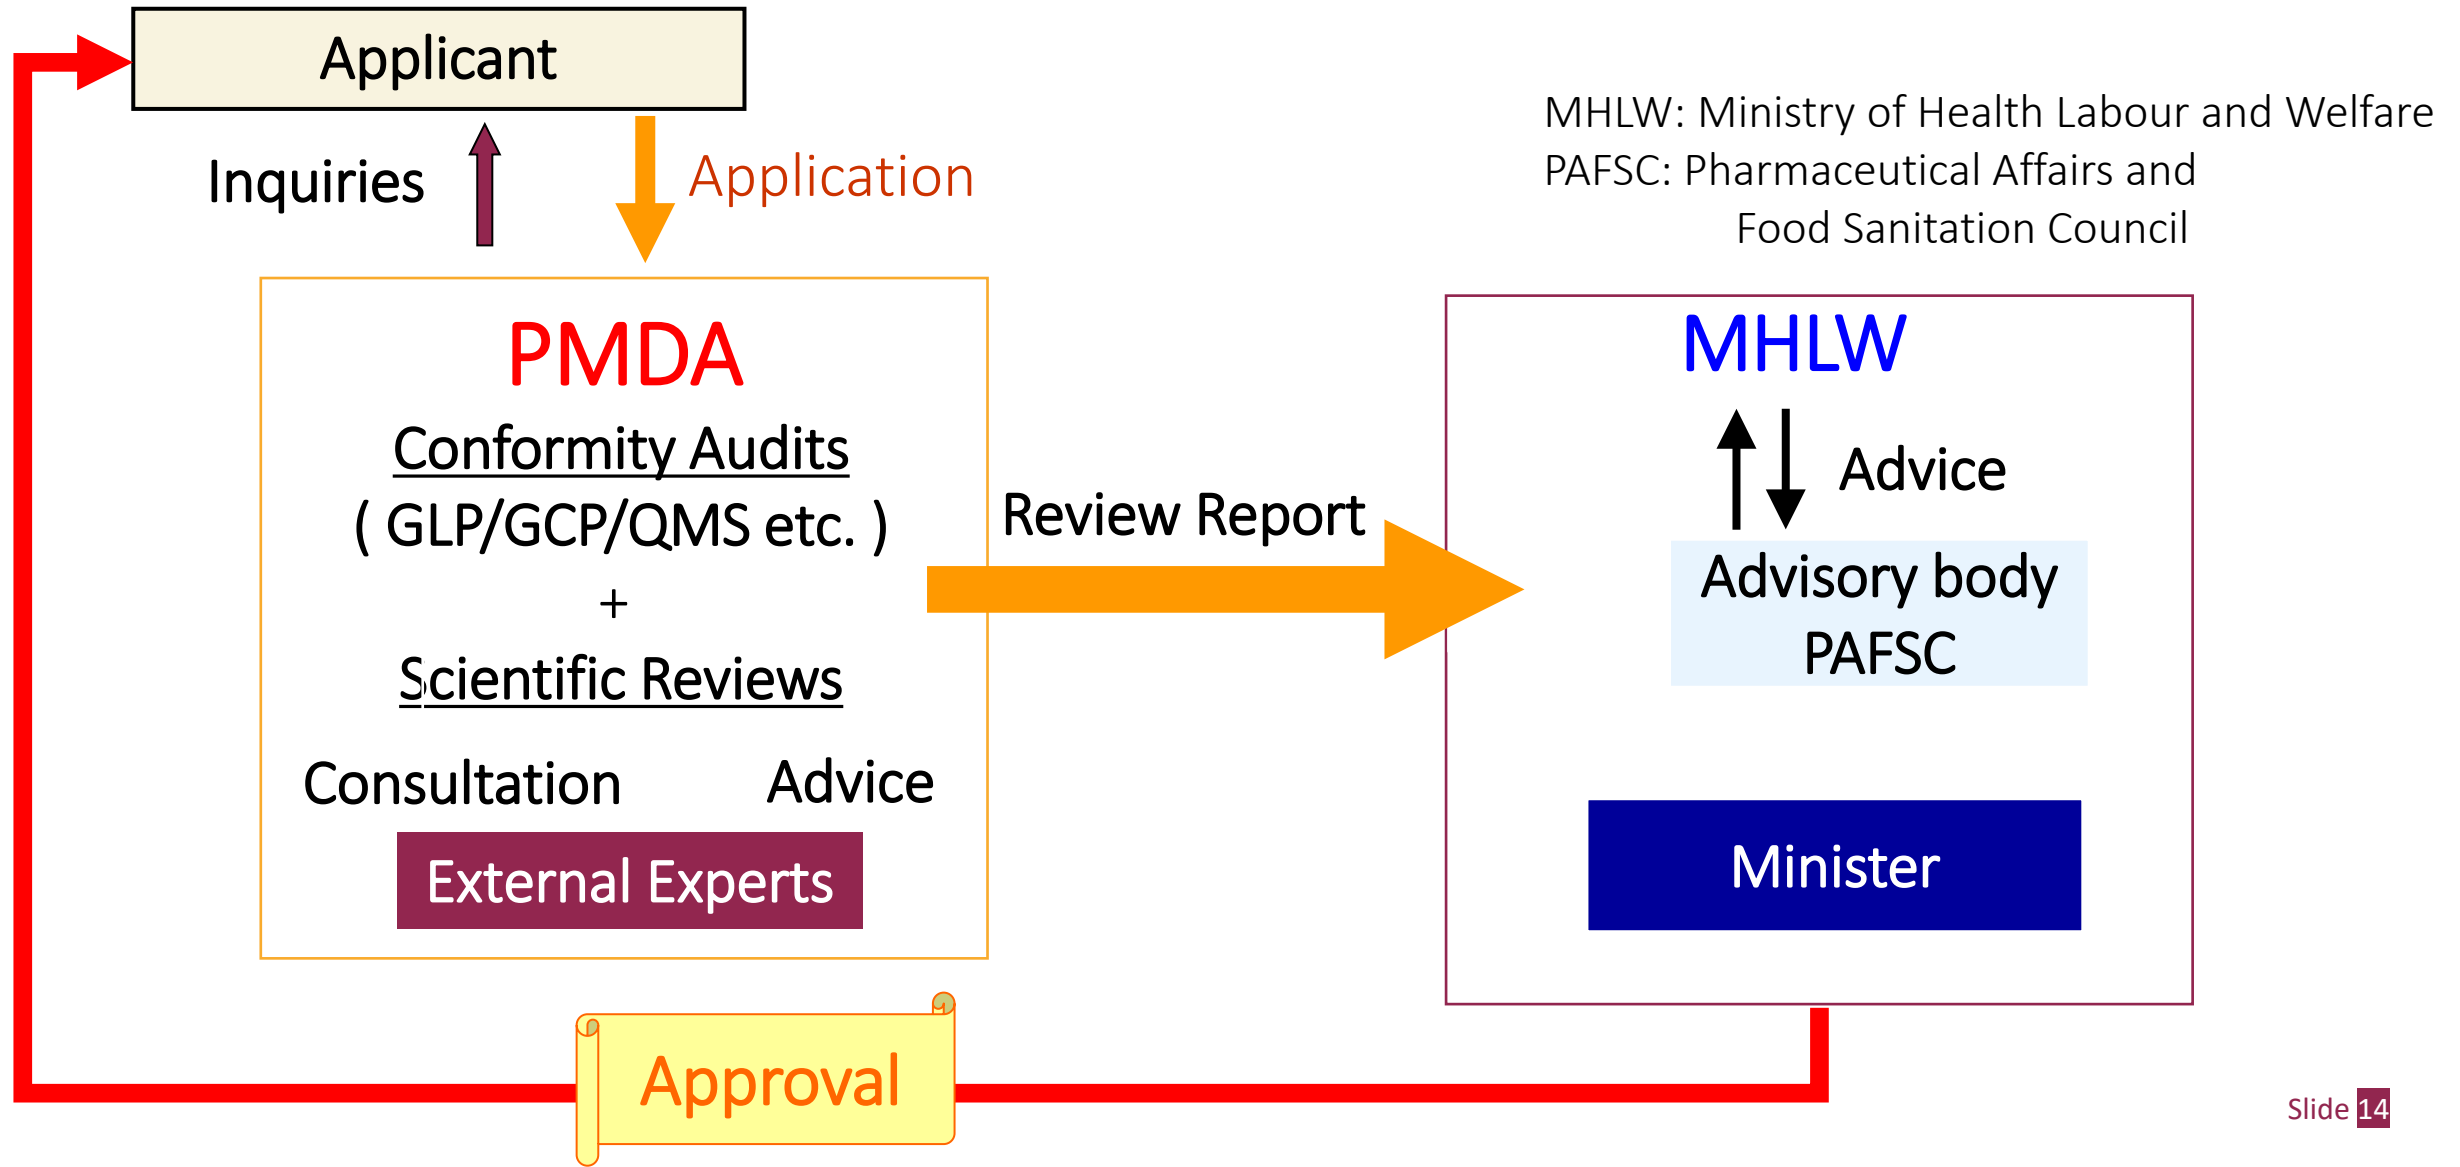 Applicant
Inquiries
Application
MHLW: Ministry of Health Labour and Welfare
PAFSC: Pharmaceutical Affairs and
Food Sanitation Council
PMDA
Conformity Audits
( GLP/GCP/QMS etc. )
+
Scientific Reviews
Consultation
Advice
External Experts
Review Report
MHLW
Advice
Advisory body
PAFSC
Minister
Approval
Slide 14